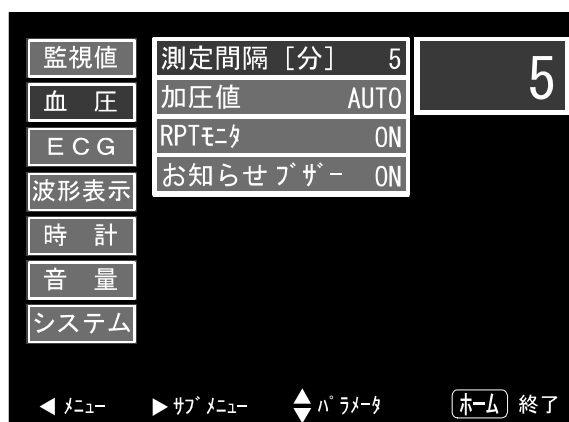 監視値
血 圧
ECG
波形表示
時 計
音 量
システム
測定間隔［分］ 5
加圧値 AUTO
RPTﾓﾆﾀ ON
お知らせブザー ON
5
◀ ﾒﾆｭｰ ▶ ｻﾌﾞﾒﾆｭｰ ◆ ﾊﾟﾗﾒｰﾀ ホーム 終了